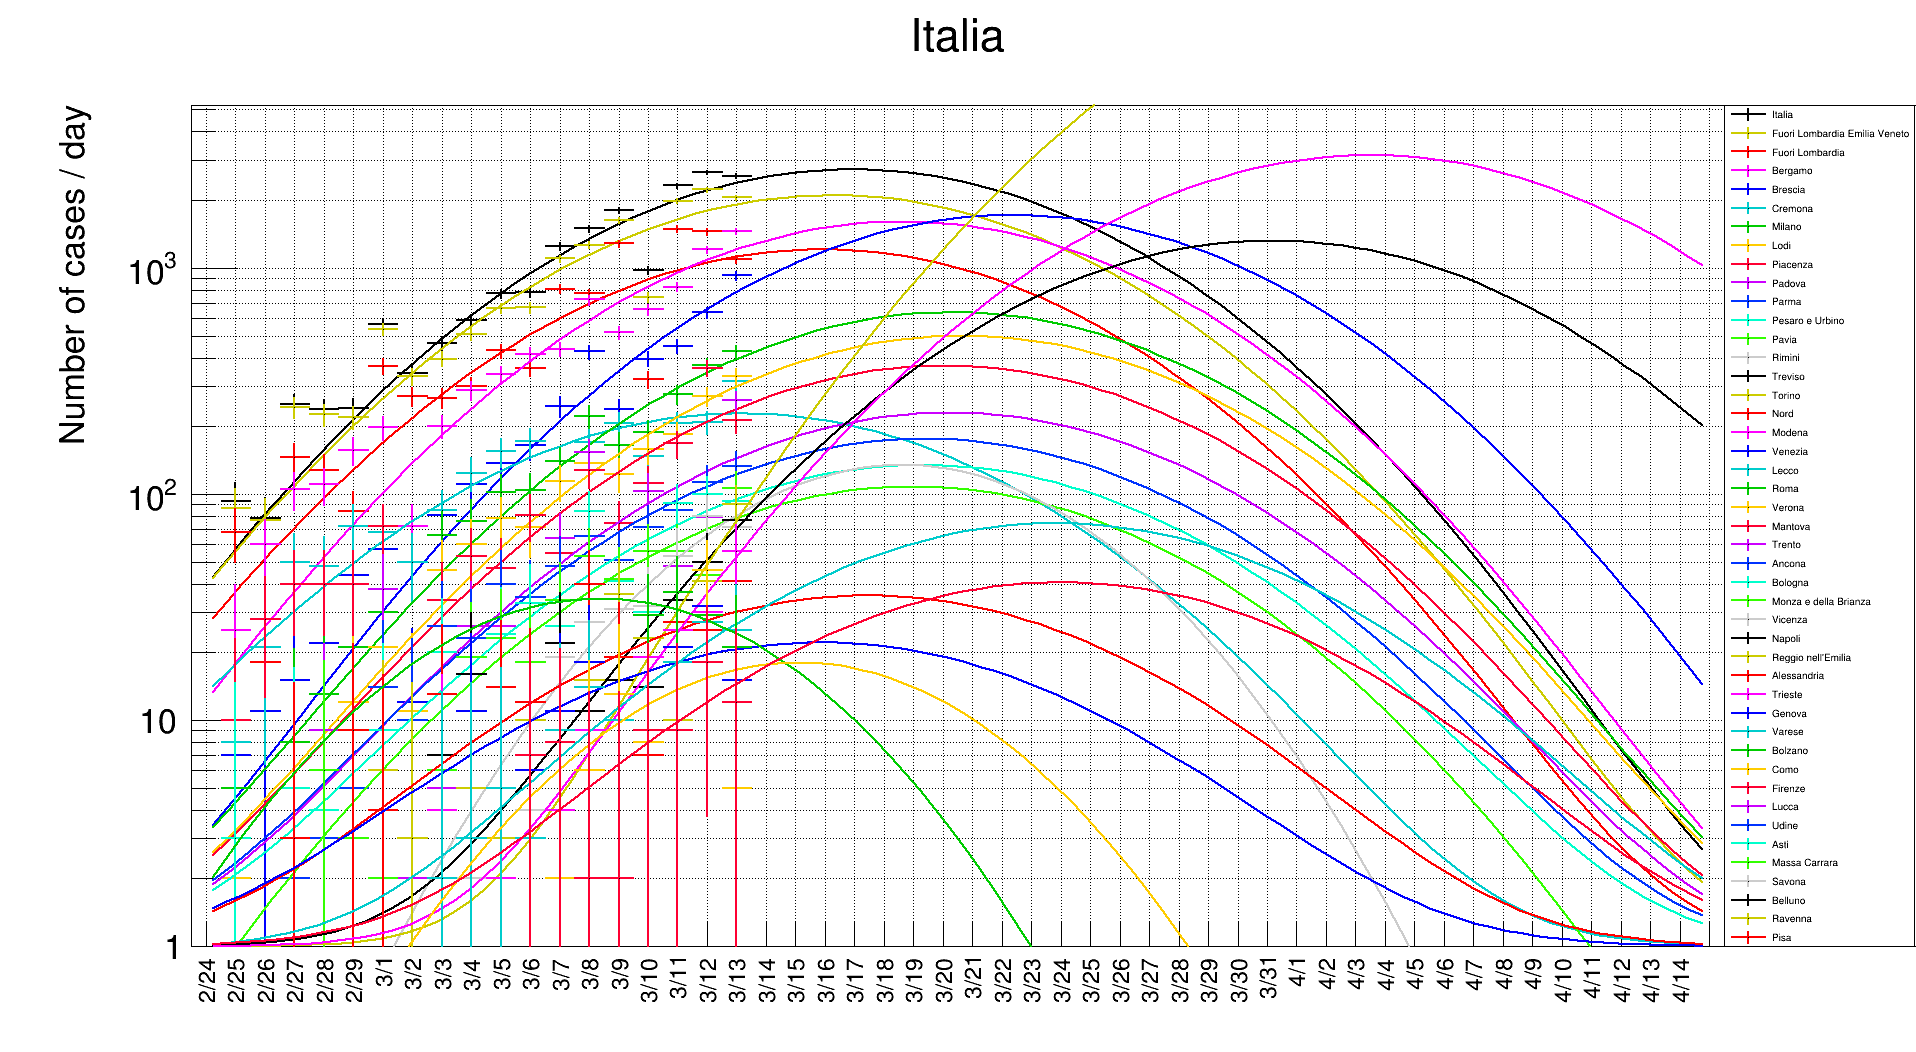 Italia
Number of cases / day
10³
10²
10
1
2/24
2/25
2/26
2/27
2/28
2/29
3/1
3/2
3/3
3/4
3/5
3/6
3/7
3/8
3/9
3/10
3/11
3/12
3/13
3/14
3/15
3/16
3/17
3/18
3/19
3/20
3/21
3/22
3/23
3/24
3/25
3/26
3/27
3/28
3/29
3/30
3/31
4/1
4/2
4/3
4/4
4/5
4/6
4/7
4/8
4/9
4/10
4/11
4/12
4/13
4/14
Italia
Fuori Lombardia Emilia Veneto
Fuori Lombardia
Bergamo
Brescia
Cremona
Milano
Lodi
Piacenza
Padova
Parma
Pesaro e Urbino
Pavia
Rimini
Treviso
Torino
Nord
Modena
Venezia
Lecco
Roma
Verona
Mantova
Trento
Ancona
Bologna
Monza e della Brianza
Vicenza
Napoli
Reggio nell'Emilia
Alessandria
Trieste
Genova
Varese
Bolzano
Como
Firenze
Lucca
Udine
Asti
Massa Carrara
Savona
Belluno
Ravenna
Pisa